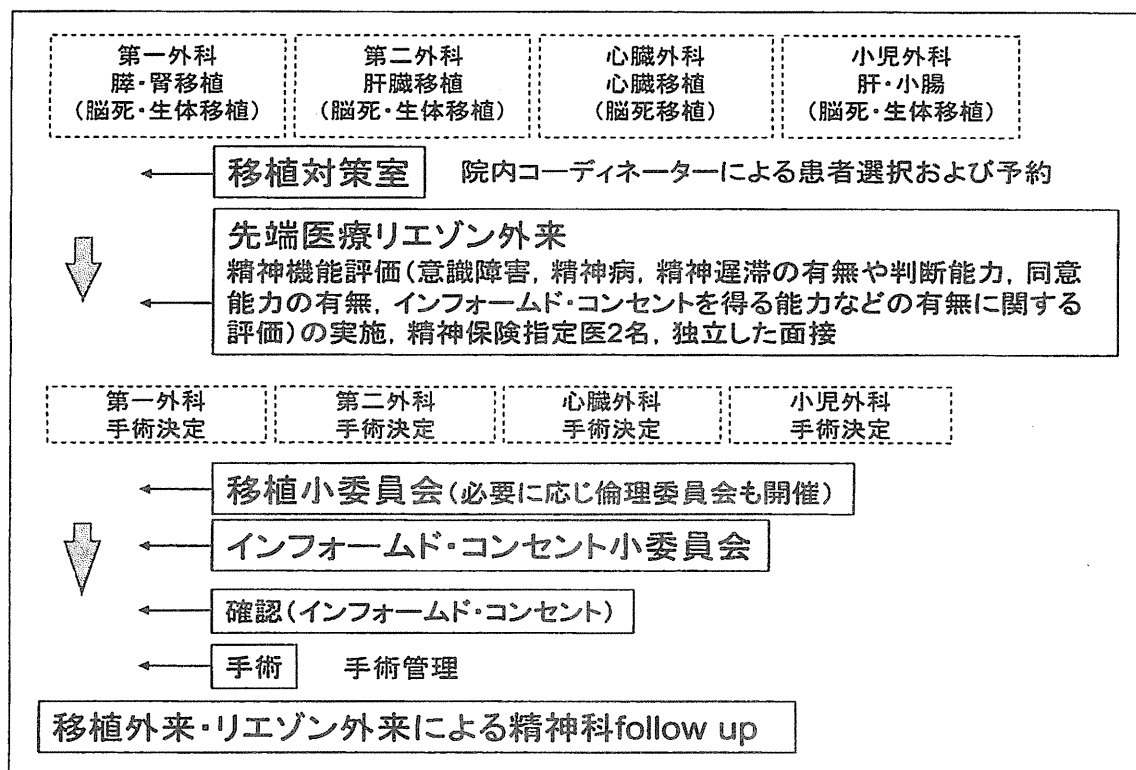 第一外科
膵・腎移植
(脳死・生体移植)
第二外科
肝臓移植
(脳死・生体移植)
心臓外科
心臓移植
(脳死移植)
小児外科
肝・小腸
(脳死・生体移植)
移植対策室 院内コーディネーターによる患者選択および予約
先端医療リエゾン外来
精神機能評価(意識障害, 精神病, 精神遅滞の有無や判断能力, 同意
能力の有無, インフォームド・コンセントを得る能力などの有無に関する
評価)の実施, 精神保険指定医2名, 独立した面接
第一外科
手術決定
第二外科
手術決定
心臓外科
手術決定
小児外科
手術決定
移植小委員会(必要に応じ倫理委員会も開催)
インフォームド・コンセント小委員会
確認(インフォームド・コンセント)
手術 手術管理
移植外来・リエゾン外来による精神科follow up